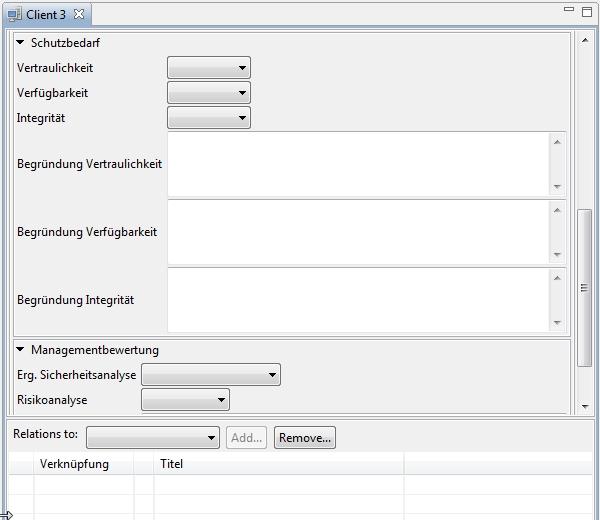 Client 3
Schutzbedarf
Vertraulichkeit
Verfügbarkeit
Integrität
Begründung Vertraulichkeit
Begründung Verfügbarkeit
Begründung Integrität
Managementbewertung
Erg. Sicherheitsanalyse
Risikoanalyse
Relations to: Add... Remove...
Verknüpfung Titel